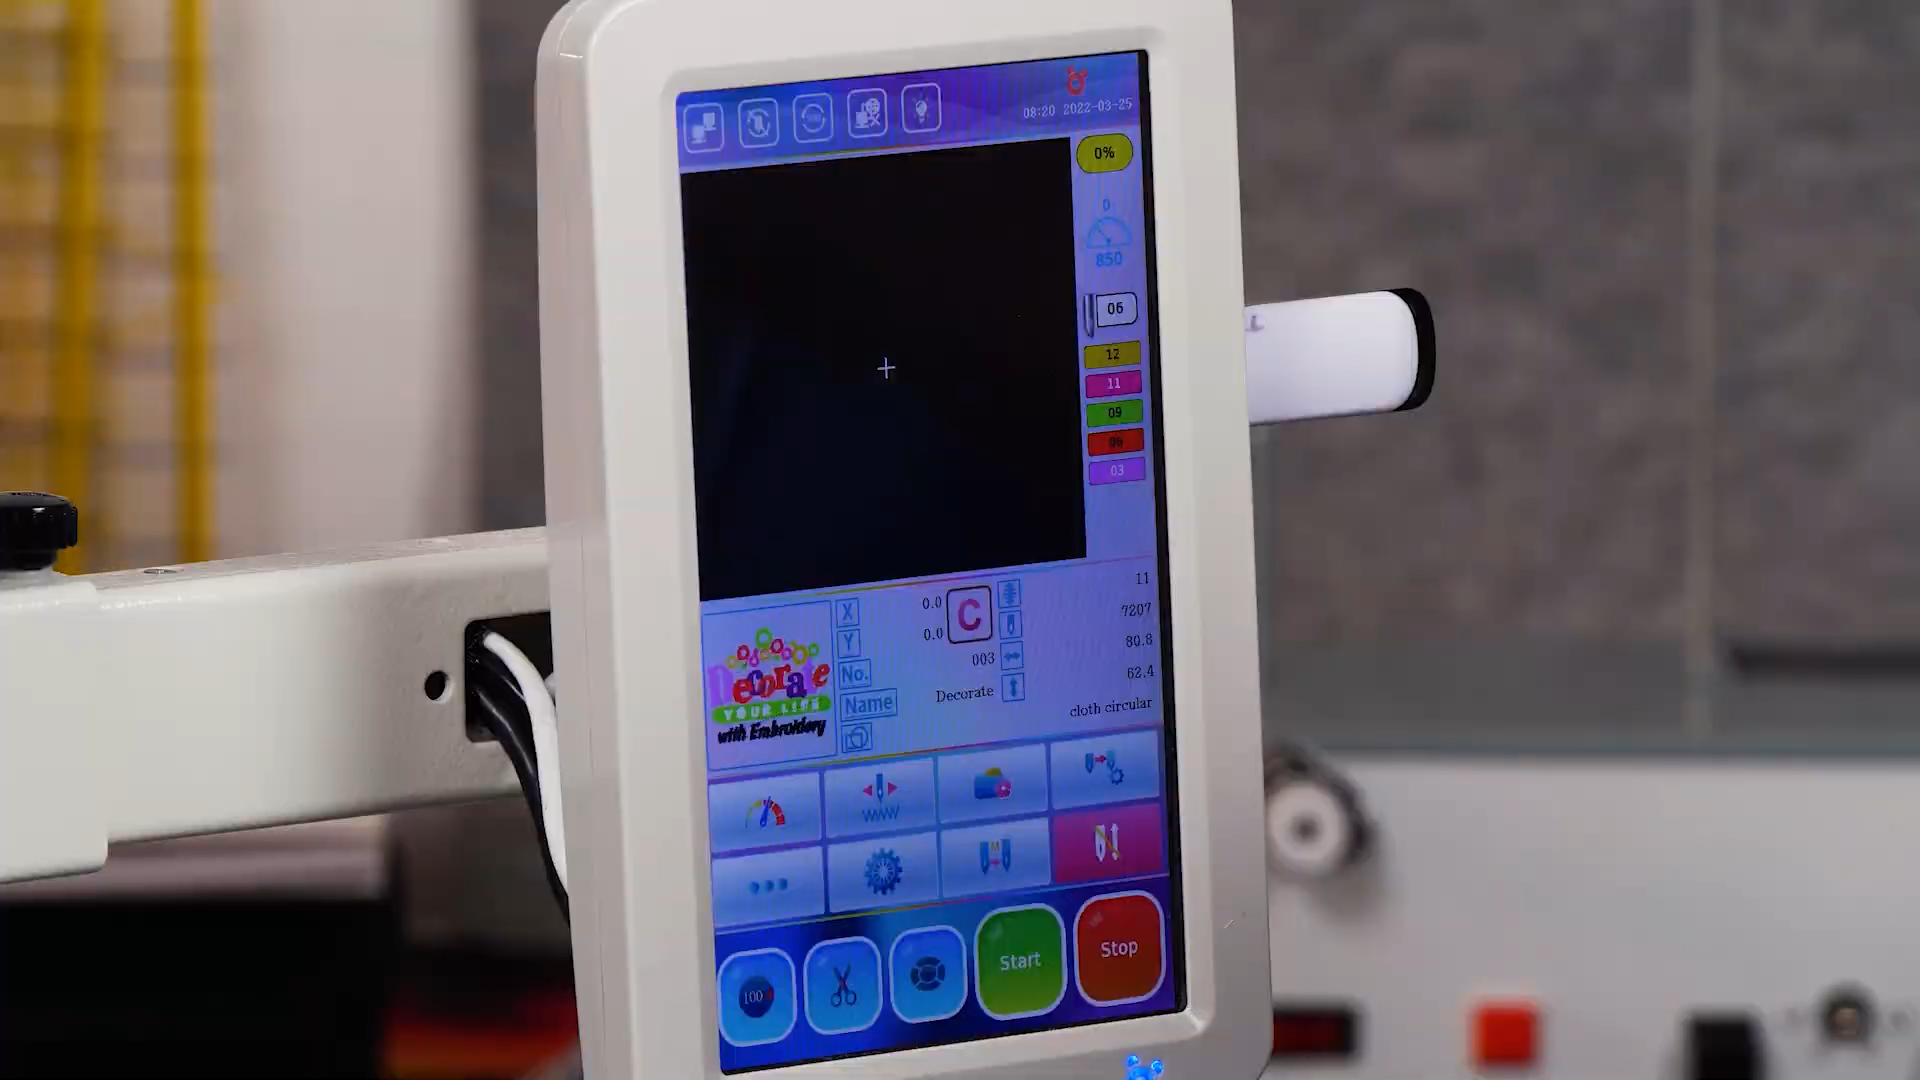 08:20 2022-03-25
0%
0
850
06
12
11
09
06
03
X 0.0 C 11
Y 0.0 7207
No. 003 80.8
Name Decorate 62.4
cloth circular
Decorate
YOUR LIFE
with Embroidery
M
100
Start
Stop